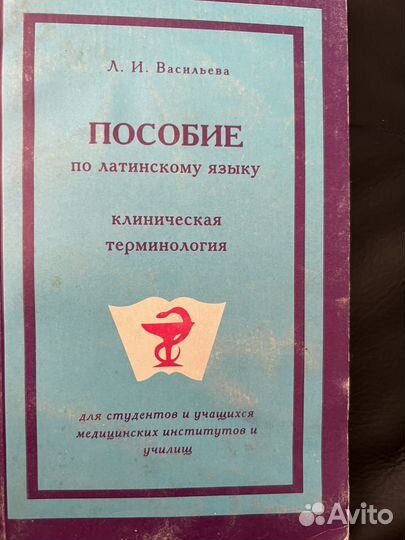 Л. И. Васильева
ПОСОБИЕ
по латинскому языку
клиническая
терминология
для студентов и учащихся
медицинских институтов и
училищ
Avito